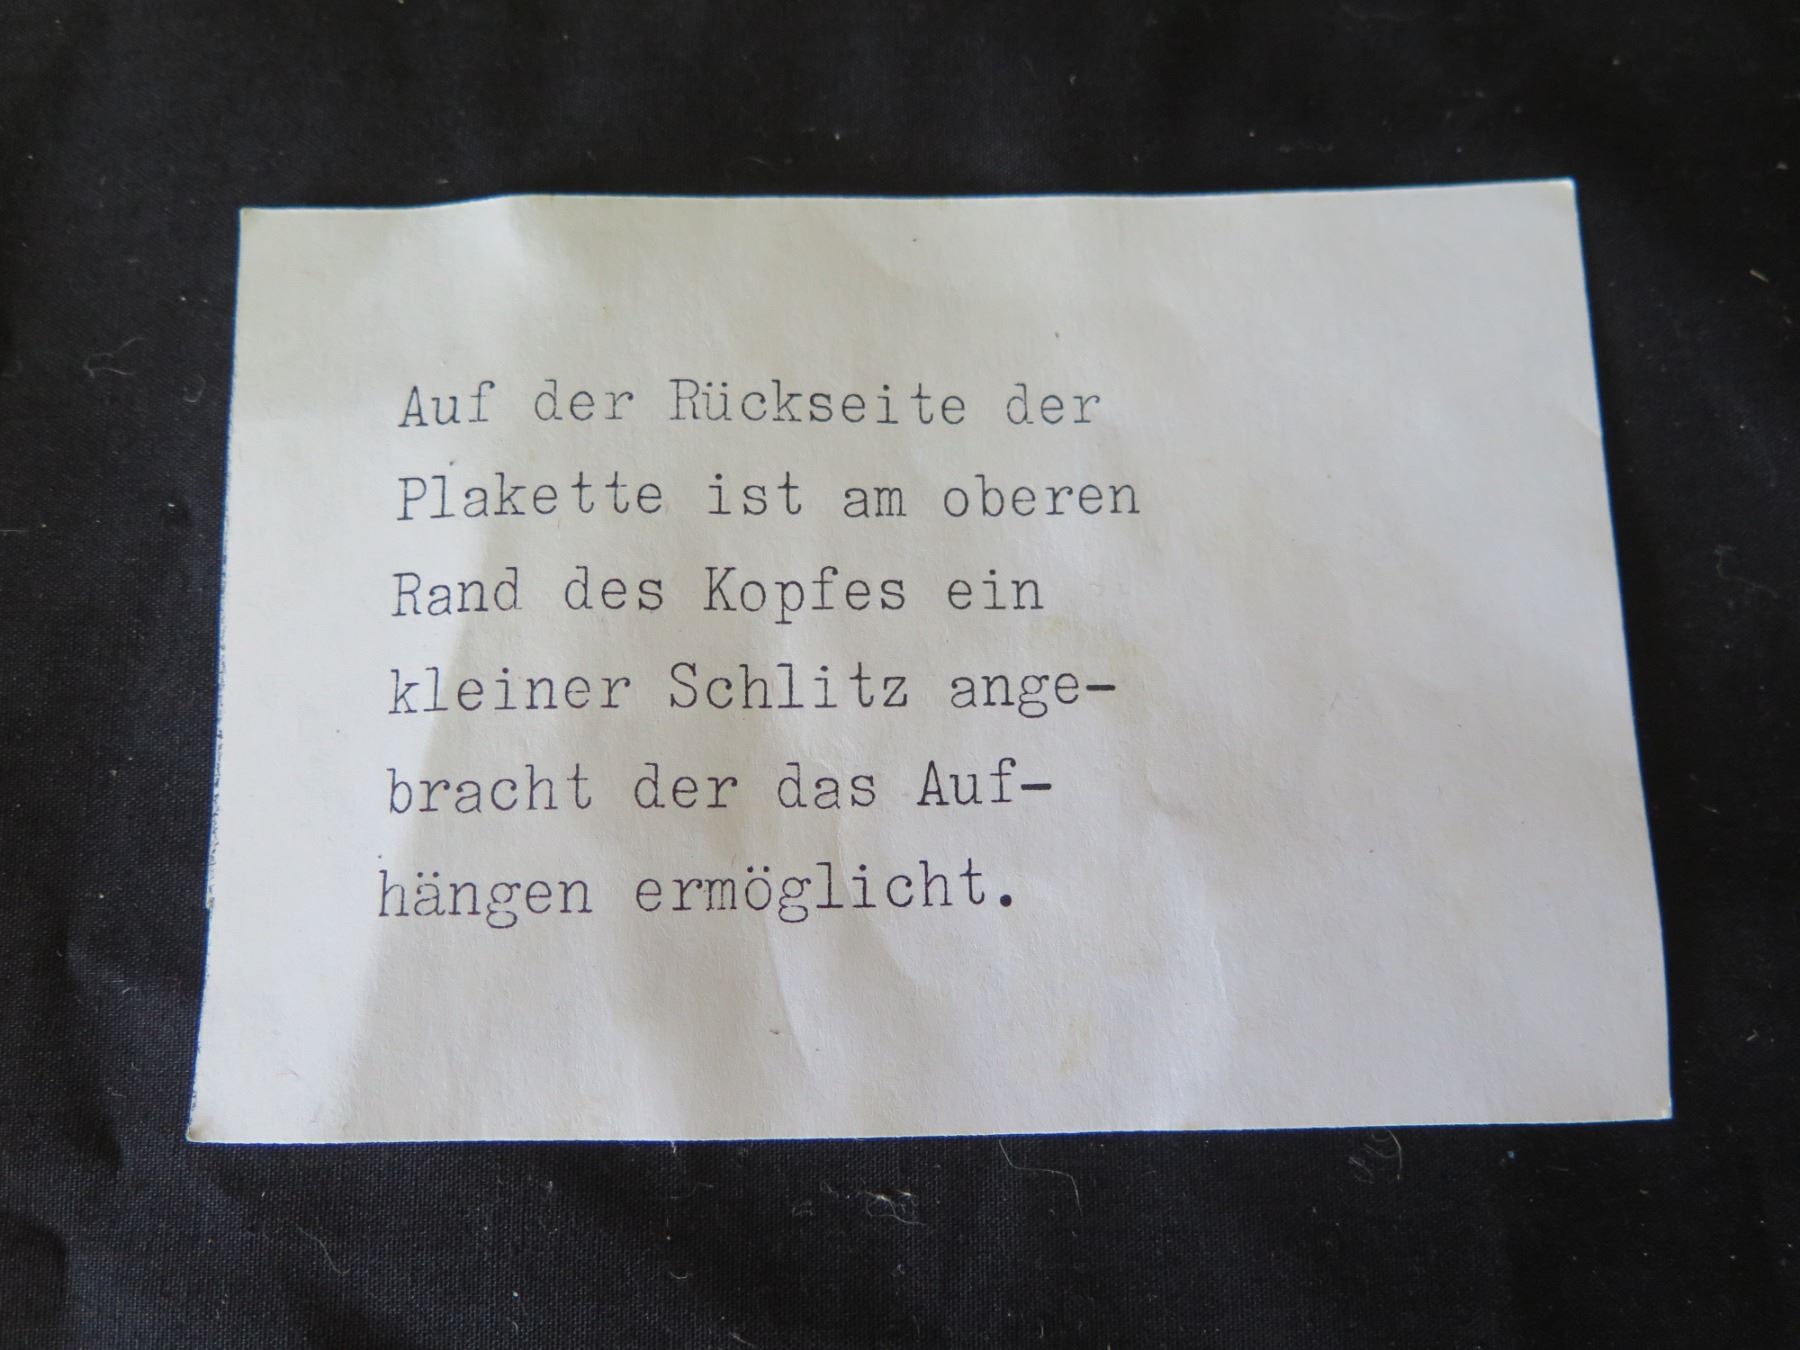 Auf der Rückseite der
Plakette ist am oberen
Rand des Kopfes ein
kleiner Schlitz ange-
bracht der das Auf-
hängen ermöglicht.